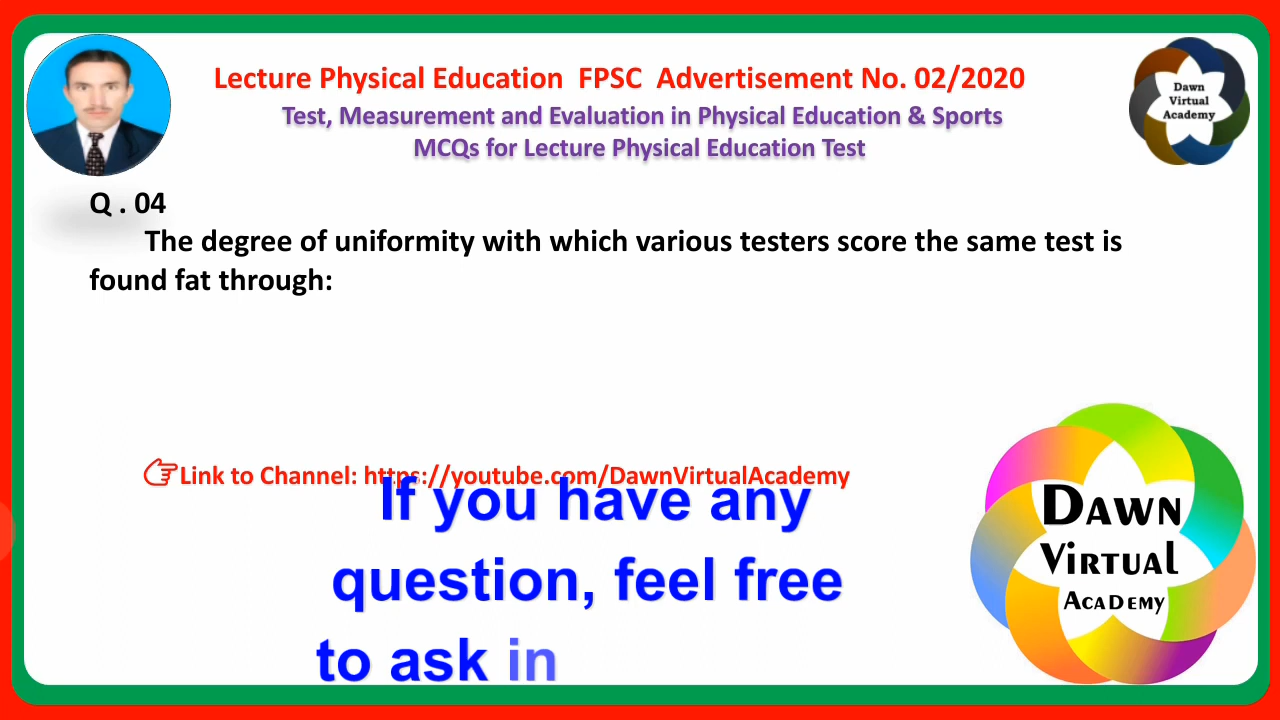 Lecture Physical Education FPSC Advertisement No. 02/2020
Test, Measurement and Evaluation in Physical Education & Sports
MCQs for Lecture Physical Education Test
Dawn
Virtual
Academy
Q . 04
The degree of uniformity with which various testers score the same test is
found fat through:
Link to Channel: https://youtube.com/DawnVirtualAcademy
If you have any
question, feel free
to ask in
DAWN
VIRTUAL
ACADEMY